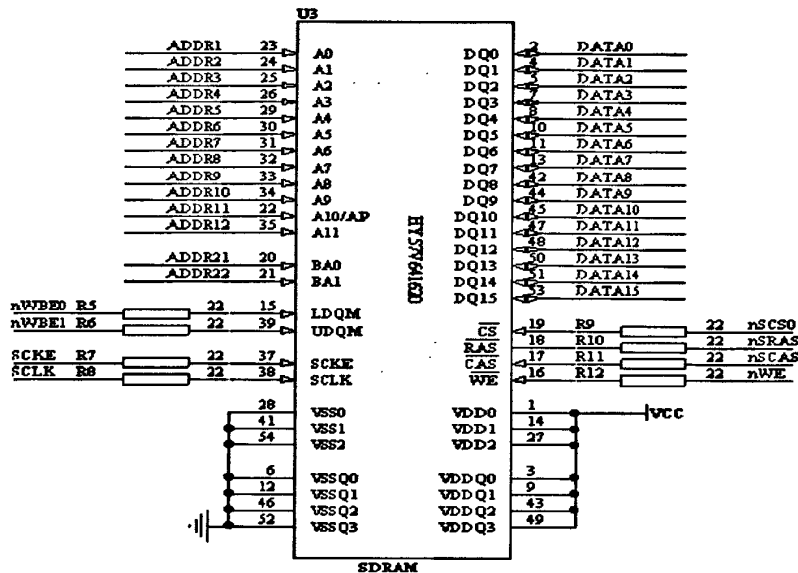 U3
ADDR1 23 A0 DQ0 2 DATA0
ADDR2 24 A1 DQ1 4 DATA1
ADDR3 25 A2 DQ2 5 DATA2
ADDR4 26 A3 DQ3 7 DATA3
ADDR5 29 A4 DQ4 8 DATA4
ADDR6 30 A5 DQ5 10 DATA5
ADDR7 31 A6 DQ6 11 DATA6
ADDR8 32 A7 DQ7 13 DATA7
ADDR9 33 A8 DQ8 42 DATA8
ADDR10 34 A9 DQ9 44 DATA9
ADDR11 22 A10/AP DQ10 45 DATA10
ADDR12 35 A11 DQ11 47 DATA11
DQ12 48 DATA12
ADDR21 20 BA0 DQ13 50 DATA13
ADDR22 21 BA1 DQ14 51 DATA14
DQ15 53 DATA15
HY57V641620
nWBE0 R5 22 15 LDQM
nWBE1 R6 22 39 UDQM CS 19 R9 22 nSCS0
RAS 18 R10 22 nSRAS
SCKE R7 22 37 SCKE CAS 17 R11 22 nSCAS
SCLK R8 22 38 SCLK WE 16 R12 22 nWE
28 VSS0 VDD0 1 VCC
41 VSS1 VDD1 14
54 VSS2 VDD2 27
6 VSSQ0 VDDQ0 3
12 VSSQ1 VDDQ1 9
46 VSSQ2 VDDQ2 43
52 VSSQ3 VDDQ3 49
SDRAM